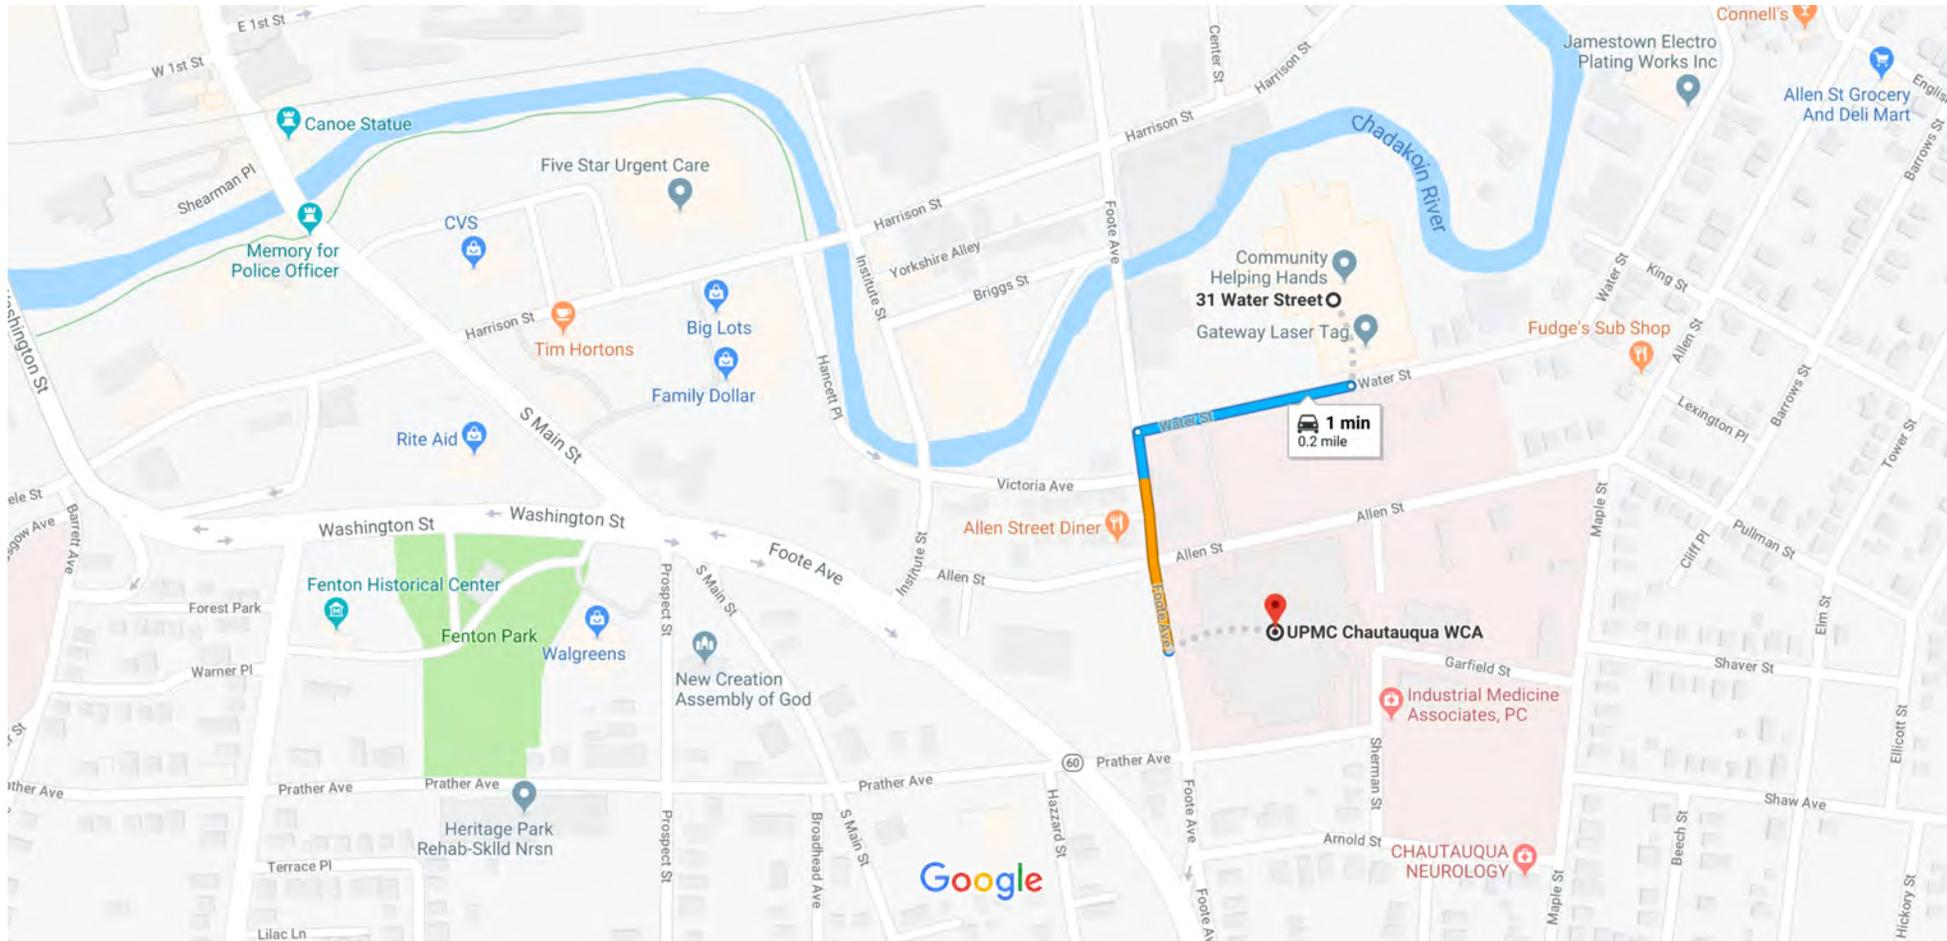 E 1st St
W 1st St
Center St
Harrison St
Connell's
Jamestown Electro
Plating Works Inc
Allen St Grocery
And Deli Mart
English
Barrows St
Canoe Statue
Harrison St
Chadakoin River
Shearman Pl
Five Star Urgent Care
Harrison St
Foote Ave
CVS
Memory for
Police Officer
Yorkshire Alley
Institute St
Briggs St
Community
Helping Hands
31 Water Street
Gateway Laser Tag
Water St
King St
Washington St
Harrison St
Tim Hortons
Big Lots
Family Dollar
Hancett Pl
Fudge's Sub Shop
Allen St
Water St
Water St
1 min
0.2 mile
Lexington Pl
Barrows St
Tower St
Rite Aid
S Main St
Victoria Ave
Allen Street Diner
Allen St
Allen St
Maple St
Cliff Pl
Pullman St
ele St
sgow Ave
Barrett Ave
Washington St
Washington St
Foote Ave
Institute St
Allen St
Fenton Historical Center
Forest Park
Fenton Park
Walgreens
Prospect St
S Main St
Foote Ave
UPMC Chautauqua WCA
Elm St
Warner Pl
New Creation
Assembly of God
Garfield St
Shaver St
Industrial Medicine
Associates, PC
Ellicott St
r St
ather Ave
Prather Ave
Prather Ave
Prather Ave
60
Prather Ave
Sherman St
Shaw Ave
Heritage Park
Rehab-Sklld Nrsn
Prospect St
Broadhead Ave
S Main St
Hazzard St
Foote Ave
Arnold St
CHAUTAUQUA
NEUROLOGY
Beech St
Terrace Pl
Google
Foote Av
Maple St
Hickory St
Lilac Ln